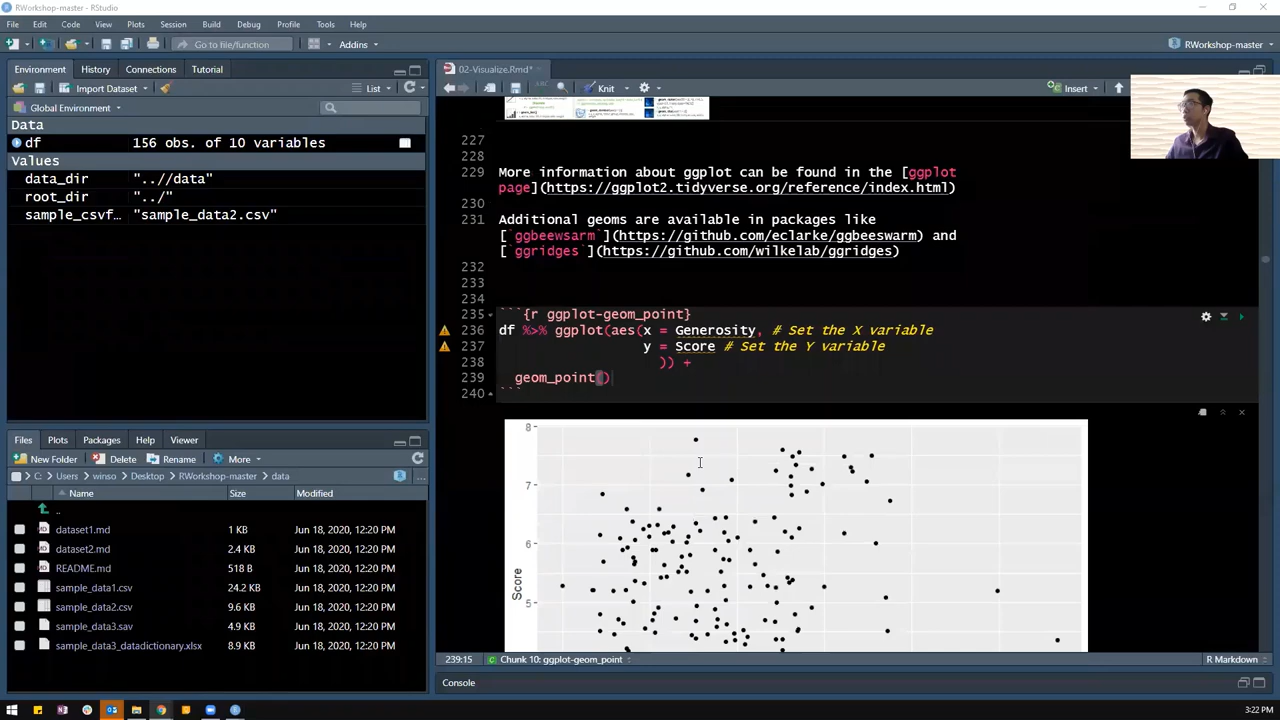 RWorkshop-master - RStudio
File Edit Code View Plots Session Build Debug Profile Tools Help
Go to file/function Addins RWorkshop-master
Environment History Connections Tutorial
Import Dataset List
Global Environment
Data
df 156 obs. of 10 variables
Values
data_dir "..//data"
root_dir "../"
sample_csvf… "sample_data2.csv"
Files Plots Packages Help Viewer
New Folder Delete Rename More
C: Users winso Desktop RWorkshop-master data
Name Size Modified
..
dataset1.md 1 KB Jun 18, 2020, 12:20 PM
dataset2.md 2.4 KB Jun 18, 2020, 12:20 PM
README.md 518 B Jun 18, 2020, 12:20 PM
sample_data1.csv 24.2 KB Jun 18, 2020, 12:20 PM
sample_data2.csv 9.6 KB Jun 18, 2020, 12:20 PM
sample_data3.sav 4.9 KB Jun 18, 2020, 12:20 PM
sample_data3_datadictionary.xlsx 8.9 KB Jun 18, 2020, 12:20 PM
02-Visualize.Rmd*
Knit Insert
227
228
229 More information about ggplot can be found in the [ggplot
page](https://ggplot2.tidyverse.org/reference/index.html)
230
231 Additional geoms are available in packages like
[`ggbeewsarm`](https://github.com/eclarke/ggbeeswarm) and
[`ggridges`](https://github.com/wilkelab/ggridges)
232
233
234
235 ```{r ggplot-geom_point}
236 df %>% ggplot(aes(x = Generosity, # Set the X variable
237 y = Score # Set the Y variable
238 )) +
239 geom_point()
240 ```
8
7
5
Score
239:15 Chunk 10: ggplot-geom_point R Markdown
Console
3:22 PM